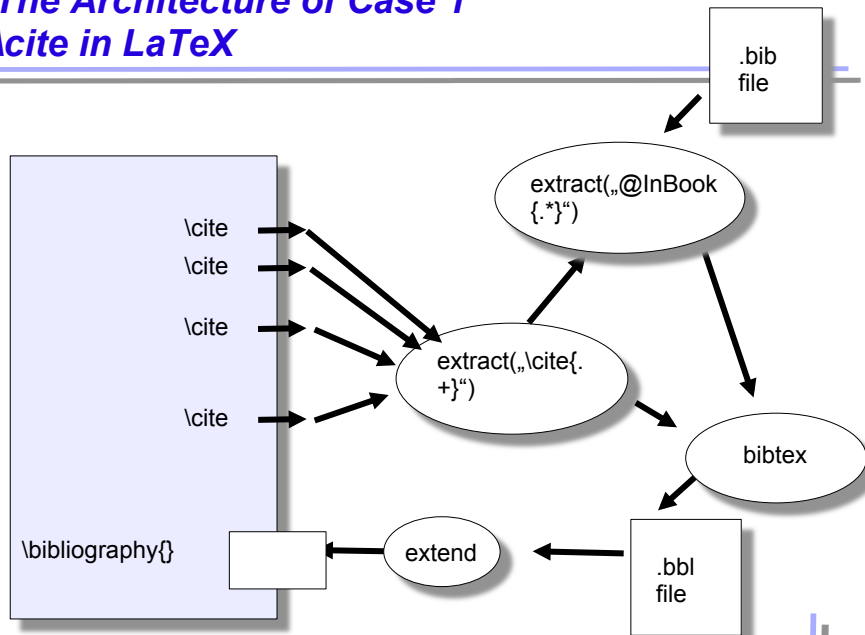 The Architecture of Case 1
\cite in LaTeX
.bib
file
extract(„@InBook
{.*}“)
\cite
\cite
\cite
\cite
extract(„\cite{.
+}“)
bibtex
\bibliography{}
extend
.bbl
file